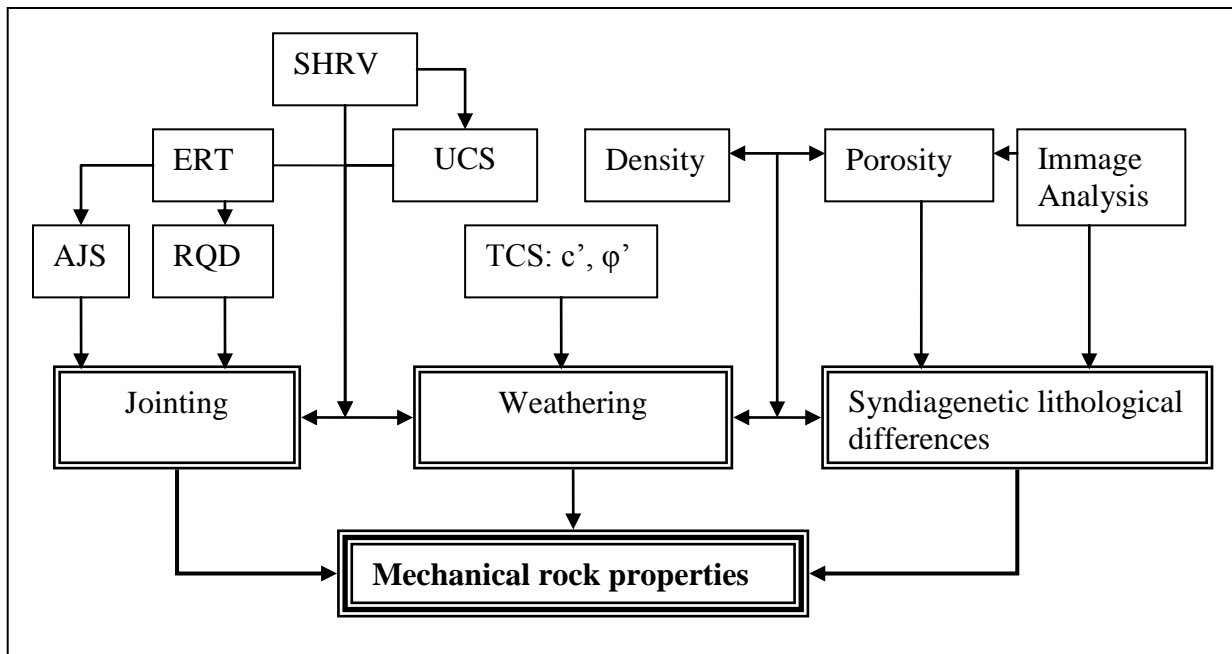 SHRV
ERT
UCS
Density
Porosity
Immage
Analysis
AJS
RQD
TCS: c’, φ’
Jointing
Weathering
Syndiagenetic lithological
differences
Mechanical rock properties